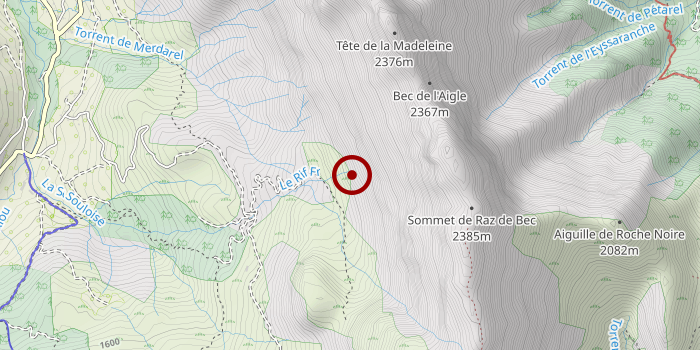 Torrent de Pétarel
Torrent de Merdarel
Tête de la Madeleine
2376m
Torrent de l'Eyssaranche
Bec de l'Aigle
2367m
Le Rif Fr
La S. Souloise
Sommet de Raz de Bec
2385m
Aiguille de Roche Noire
2082m
1600